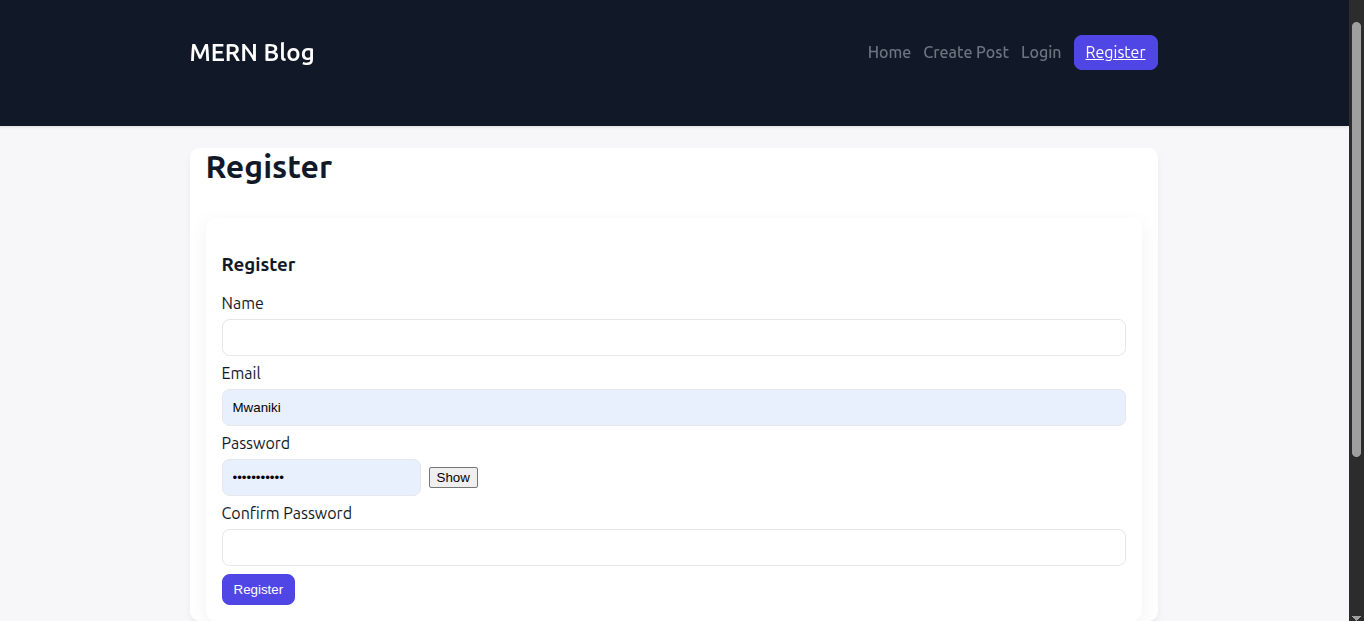 MERN Blog
Home Create Post Login Register
Register
Register
Name
Email
Mwaniki
Password
••••••••••• Show
Confirm Password
Register